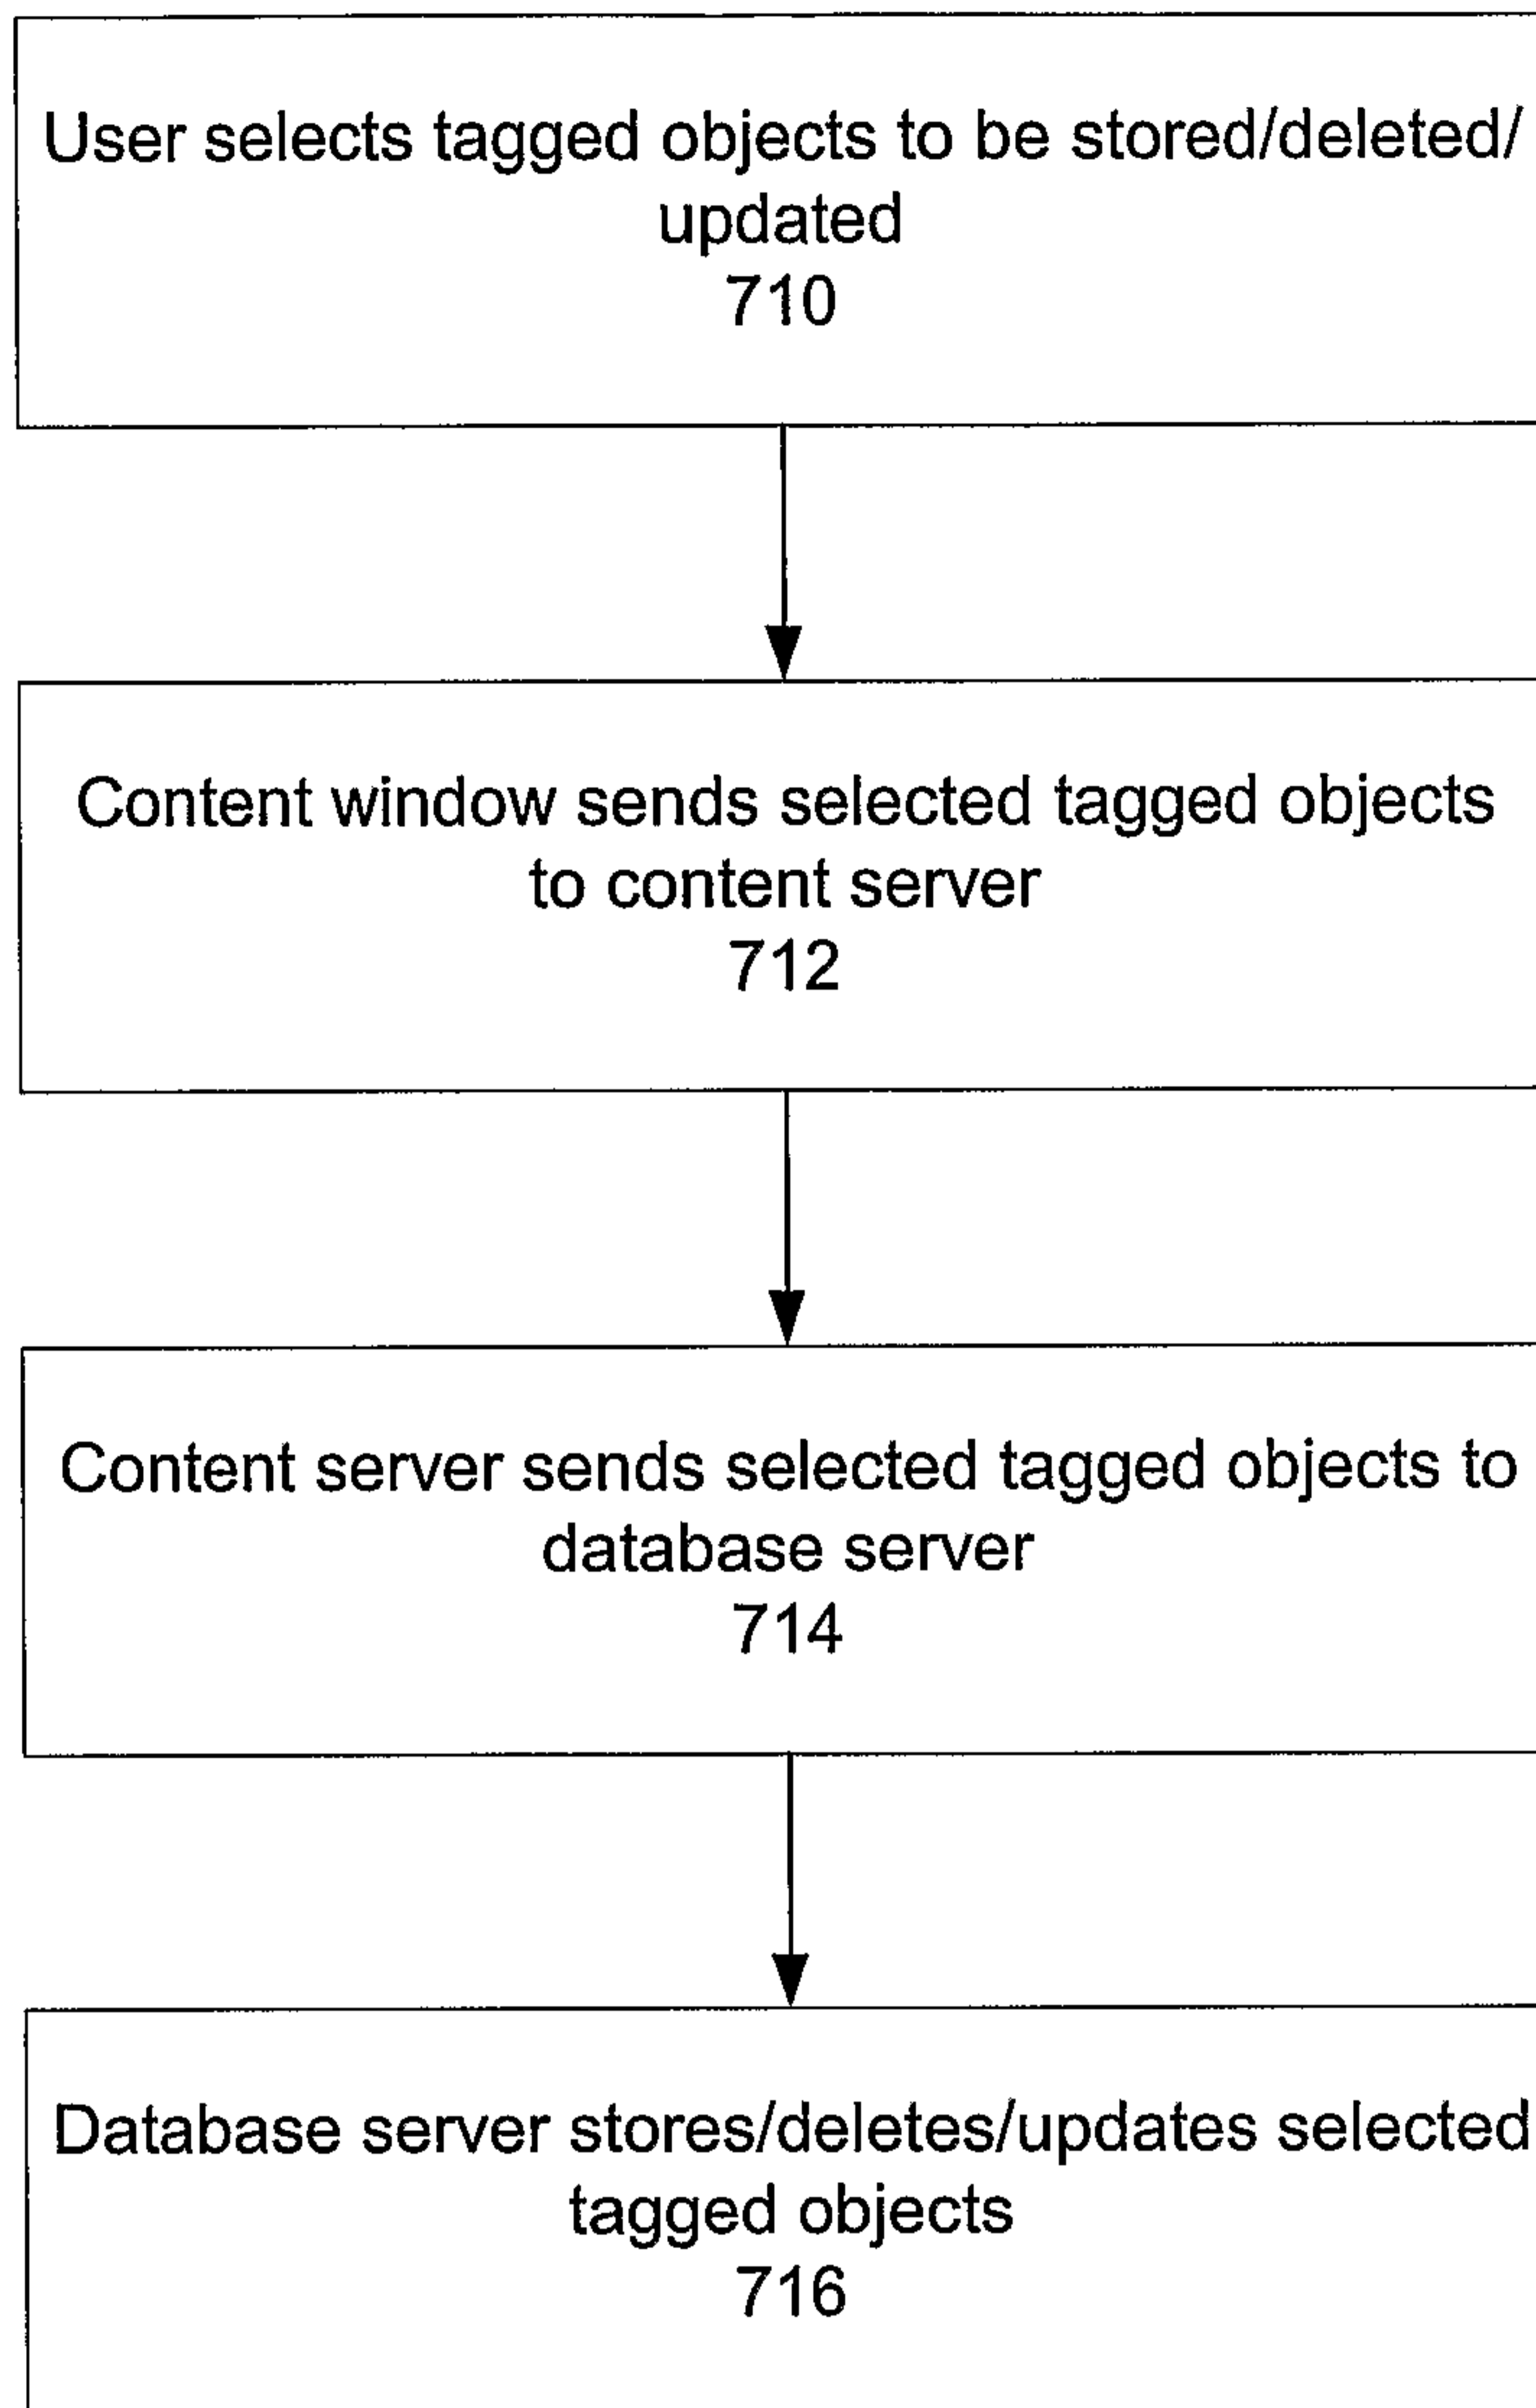 User selects tagged objects to be stored/deleted/
updated
710
Content window sends selected tagged objects
to content server
712
Content server sends selected tagged objects to
database server
714
Database server stores/deletes/updates selected
tagged objects
716